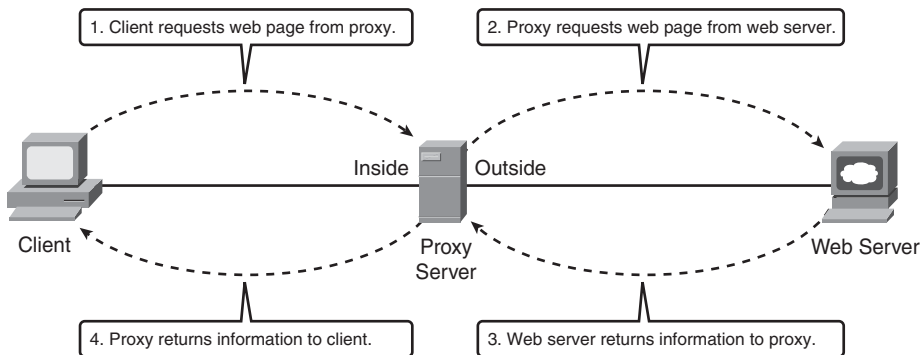 1. Client requests web page from proxy.
2. Proxy requests web page from web server.
Inside
Outside
Client
Proxy
Server
Web Server
4. Proxy returns information to client.
3. Web server returns information to proxy.